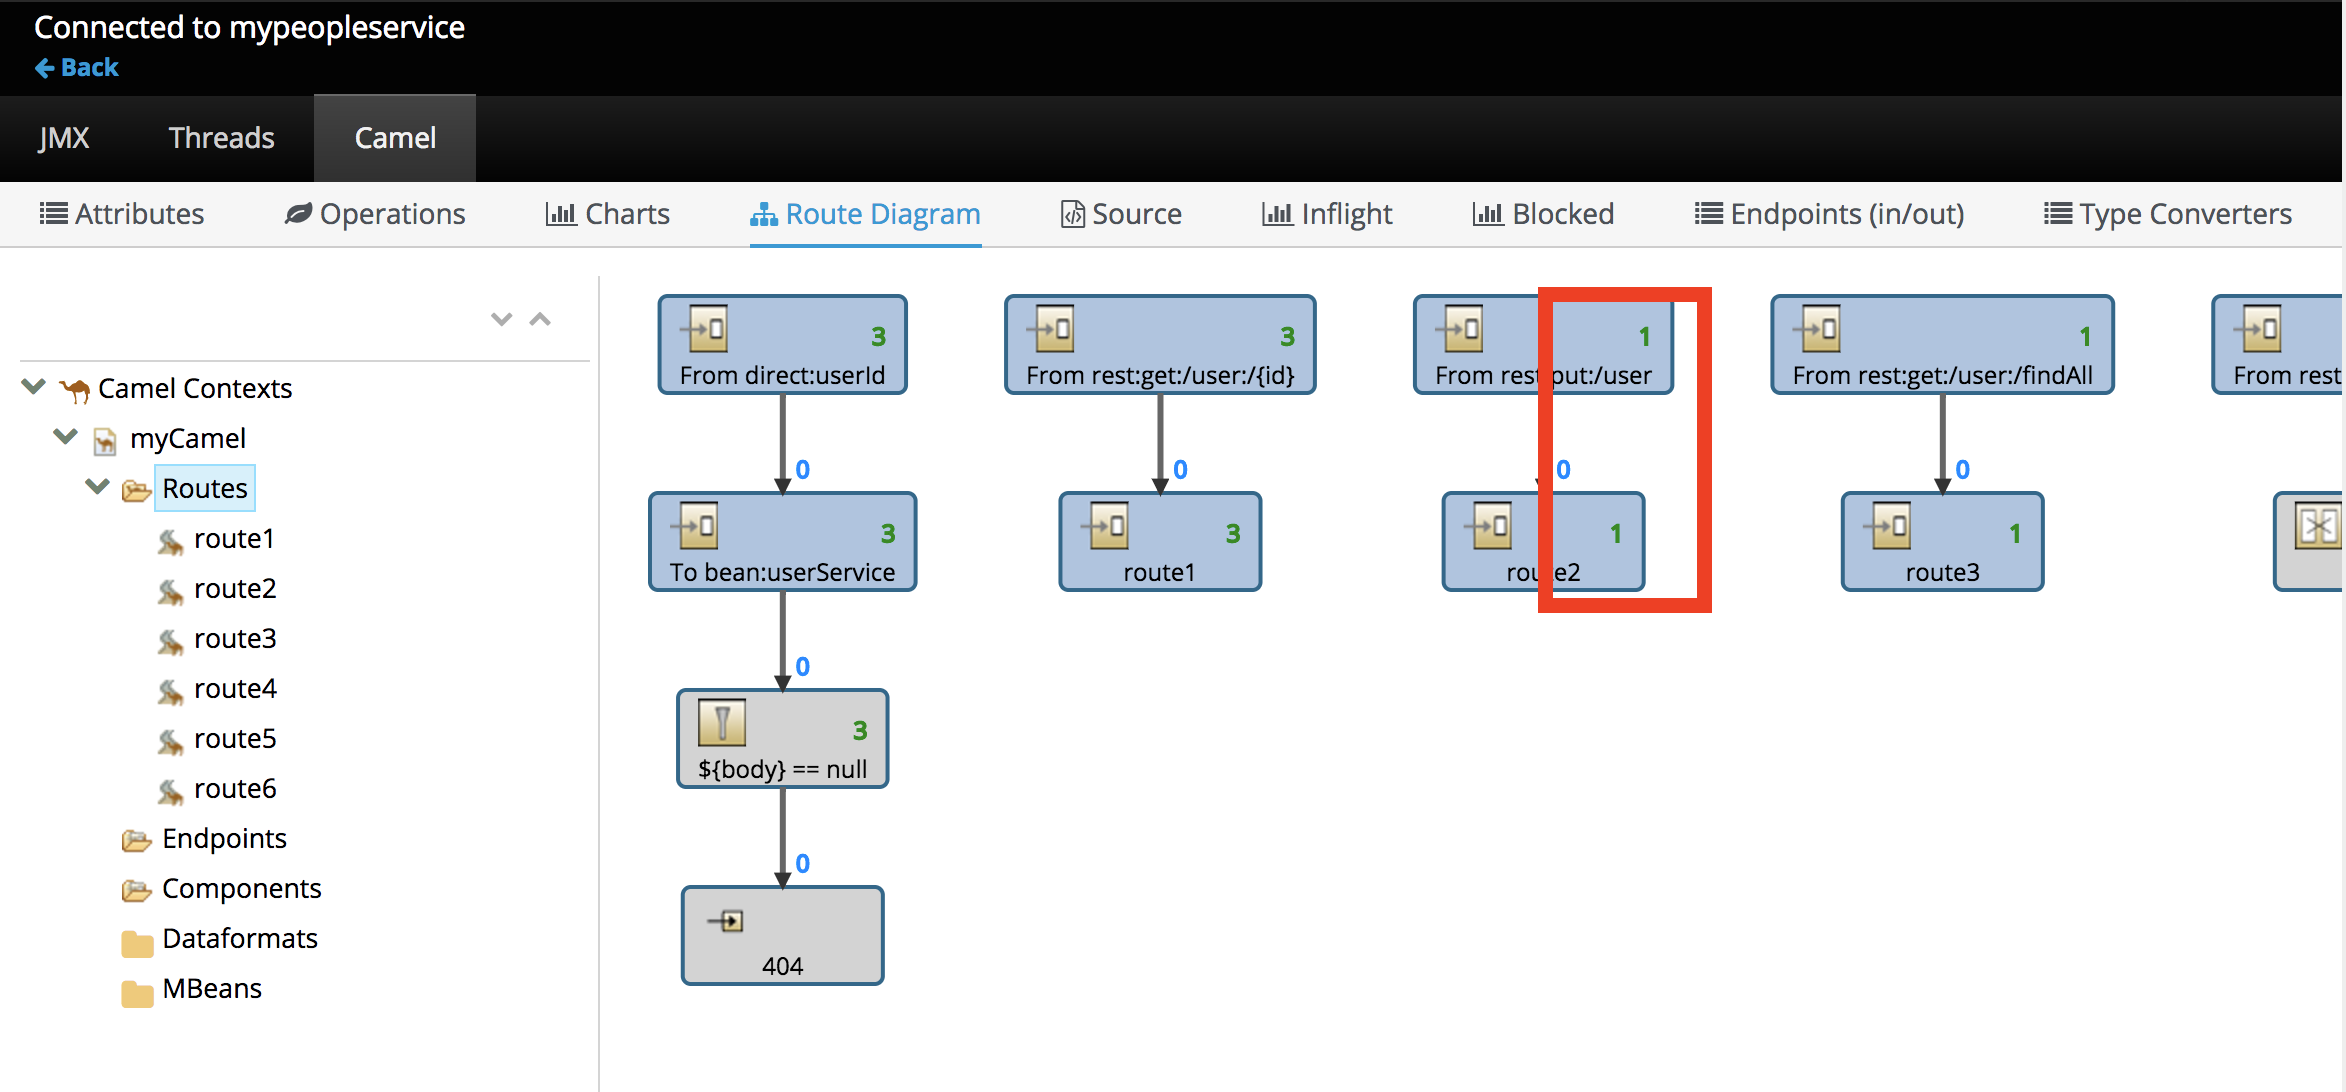 Connected to mypeopleservice
Back
JMX Threads Camel
Attributes Operations Charts Route Diagram Source Inflight Blocked Endpoints (in/out) Type Converters
Camel Contexts
myCamel
Routes
route1
route2
route3
route4
route5
route6
Endpoints
Components
Dataformats
MBeans
3
From direct:userId
0
3
To bean:userService
0
3
${body} == null
0
404
3
From rest:get:/user:/{id}
0
3
route1
1
From rest:put:/user
0
1
route2
1
From rest:get:/user:/findAll
0
1
route3
From rest